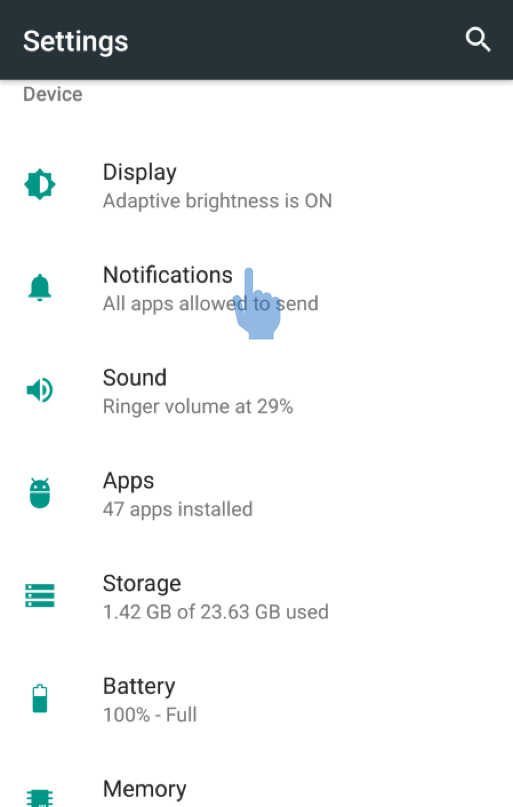 Settings
Device
Display
Adaptive brightness is ON
Notifications
All apps allowed to send
Sound
Ringer volume at 29%
Apps
47 apps installed
Storage
1.42 GB of 23.63 GB used
Battery
100% - Full
Memory